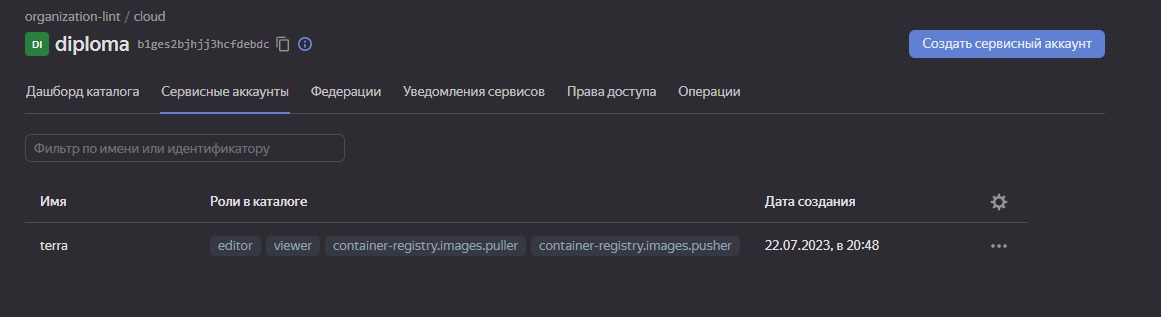 organization-lint / cloud
DI diploma b1ges2bjhjj3hcfdebdc
Создать сервисный аккаунт
Дашборд каталога Сервисные аккаунты Федерации Уведомления сервисов Права доступа Операции
Фильтр по имени или идентификатору
Имя Роли в каталоге Дата создания
terra editor viewer container-registry.images.puller container-registry.images.pusher 22.07.2023, в 20:48